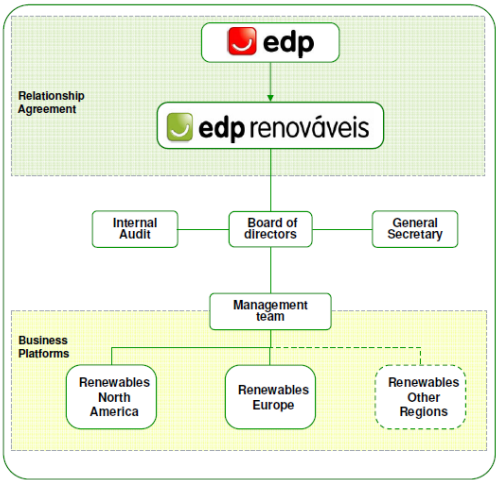 edp
Relationship
Agreement
edp renováveis
Internal
Audit
Board of
directors
General
Secretary
Management
team
Business
Platforms
Renewables
North
America
Renewables
Europe
Renewables
Other
Regions